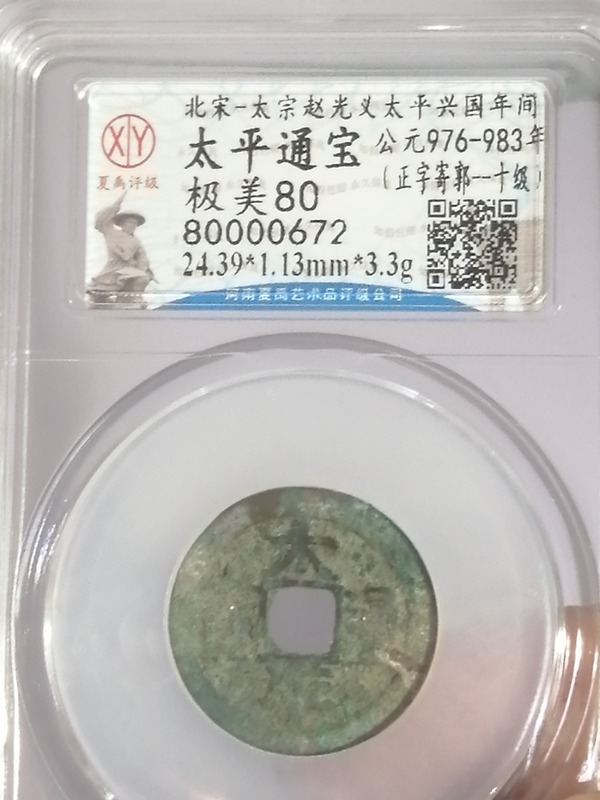 北宋-太宗赵光义太平兴国年间
XY
太平通宝
公元976-983年
夏禹评级
极美80
(正字寄郭--十级)
80000672
24.39*1.13mm*3.3g
河南夏禹艺术品评级公司
太